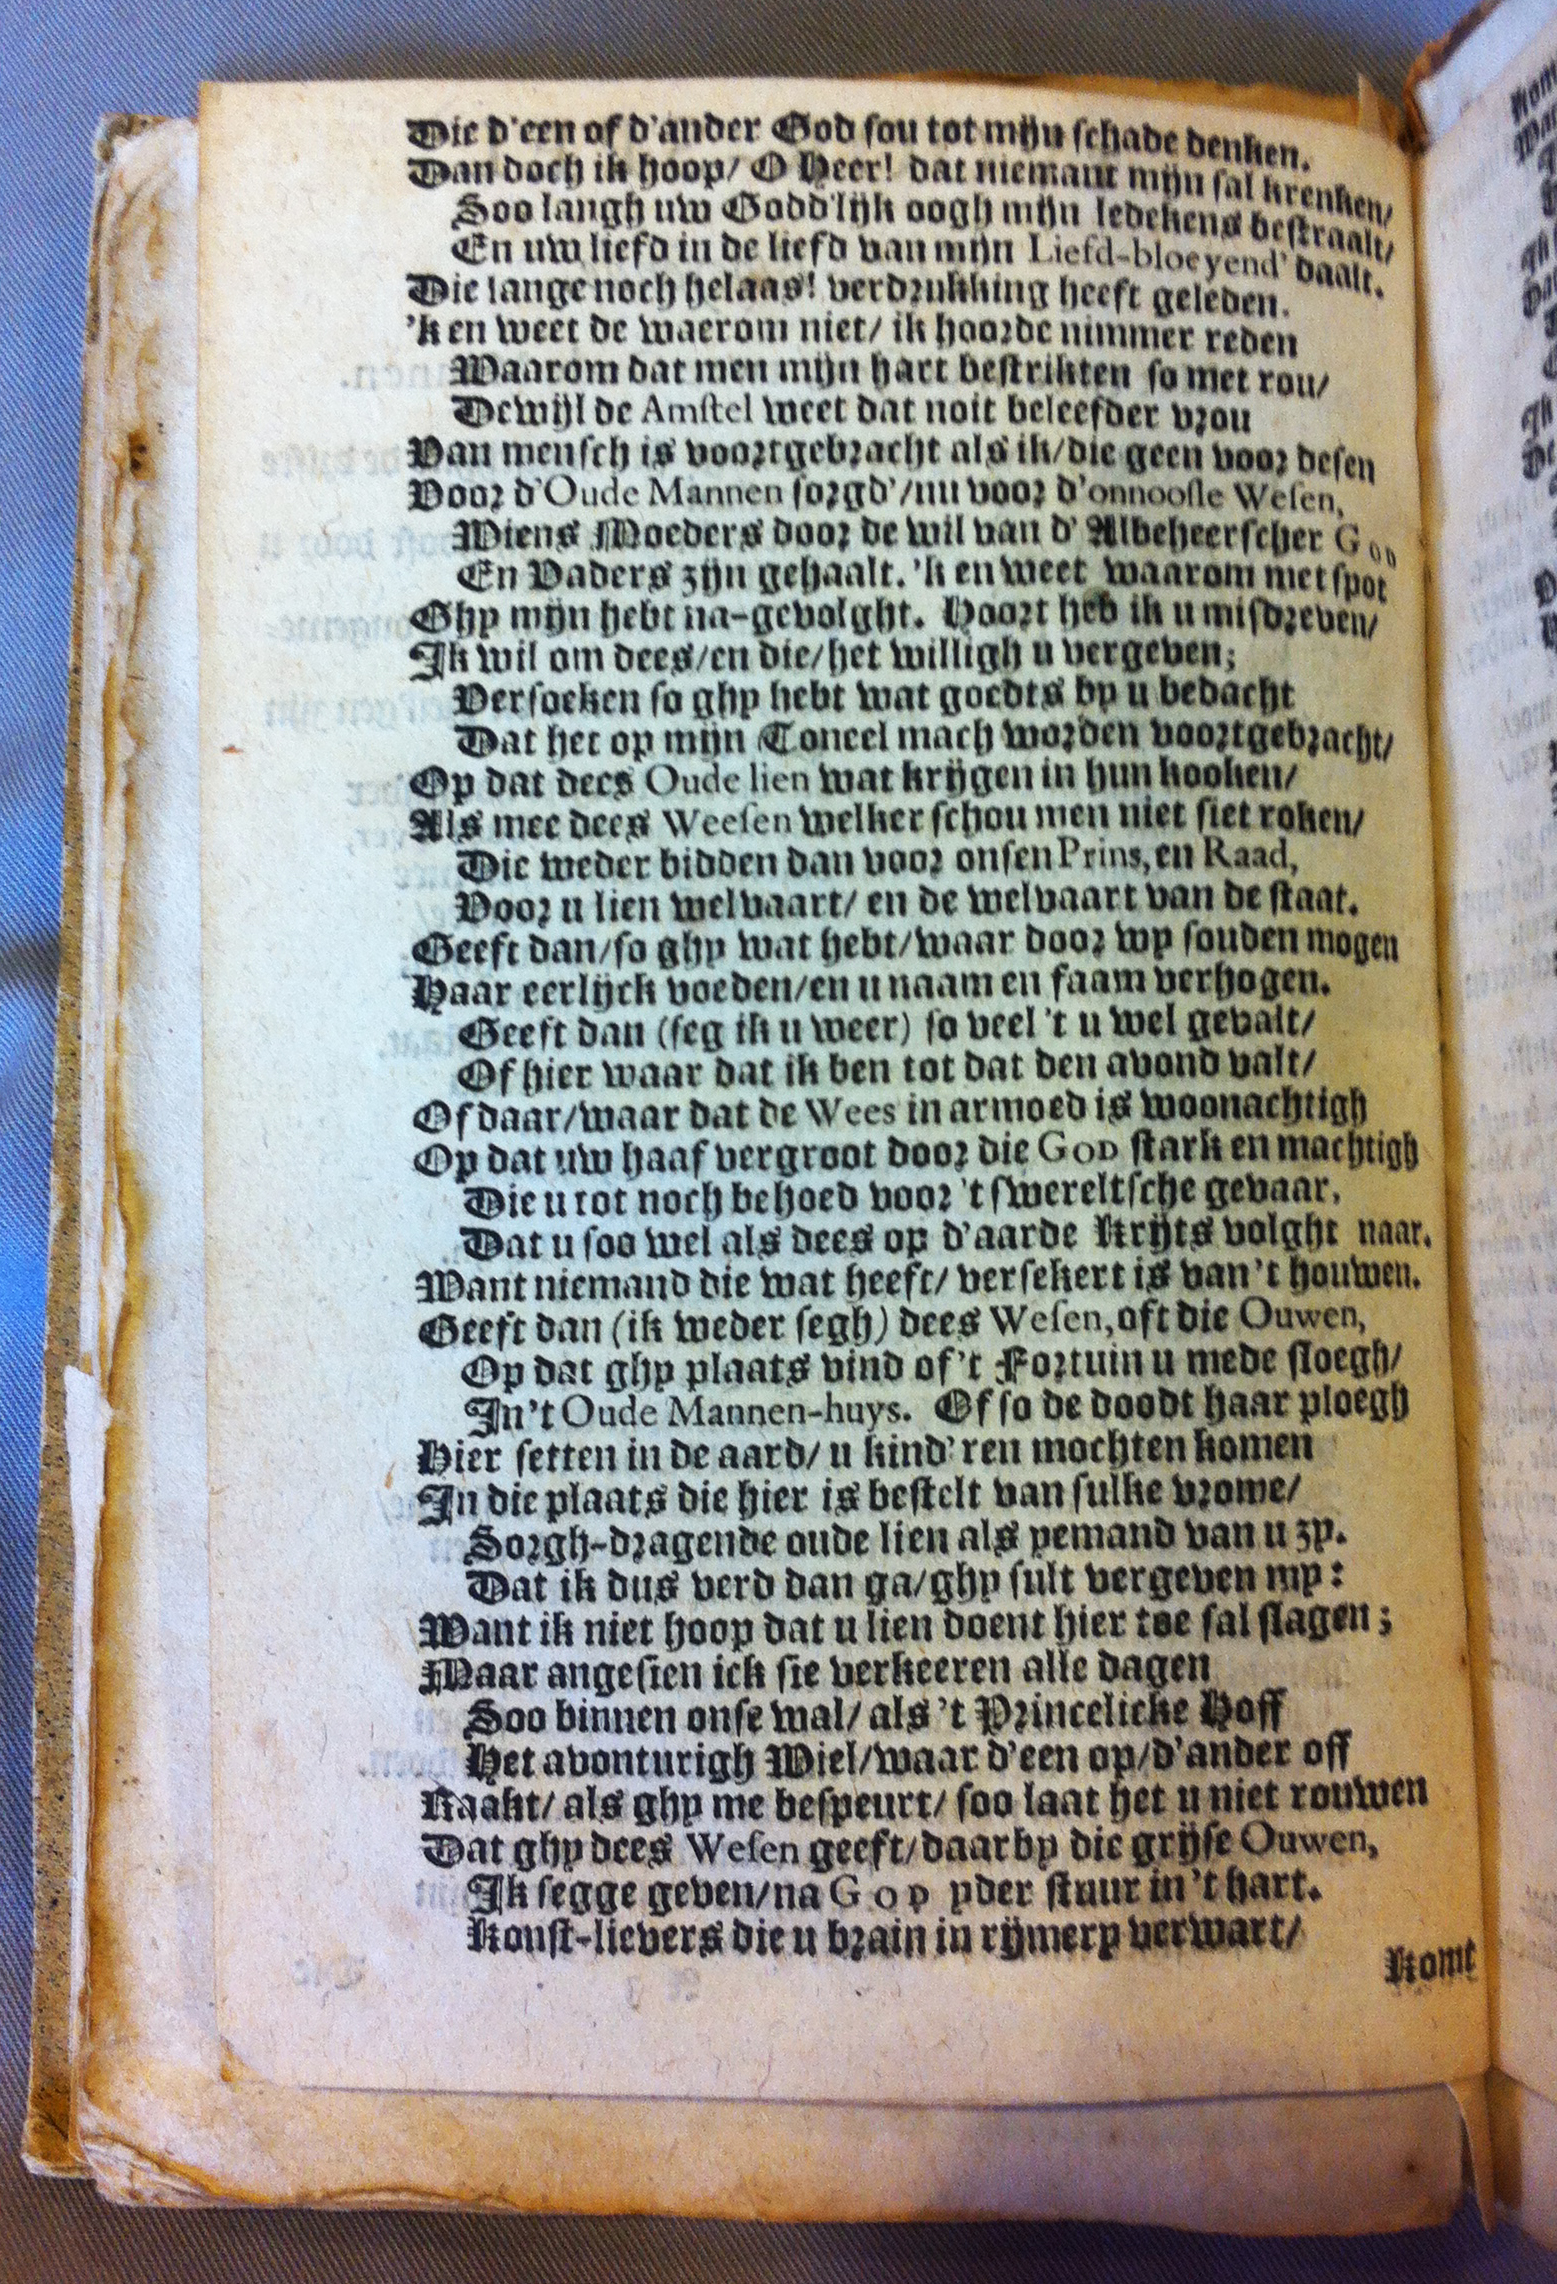 Die d'een of d'ander God sou tot mijn schade denken.
Dan doch ik hoop/ O Heer! dat niemant mijn sal krenken/
Soo langh uw Godd'lijk oogh mijn ledekens bestraalt/
En uw liefd in de liefd van mijn Liefd-bloeyend' daalt.
Die lange noch helaas! verdrukking heeft geleden.
'k en weet de waerom niet/ ik hoorde nimmer reden
Waarom dat men mijn hart bestrikten so met rou/
Dewijl de Amstel weet dat noit beleefder vrou
Van mensch is voortgebracht als ik/die geen voor desen
Voor d'Oude Mannen sorgd'/nu voor d'onnoosle Wesen,
Wiens Moeders door de wil van d' Albeheerscher GOD
En Vaders zijn gehaalt. 'k en weet waarom met spot
Ghy mijn hebt na-gevolght. Hoort heb ik u misdreven/
Ik wil om dees/en die/het willigh u vergeven;
Versoeken so ghy hebt wat goedts by u bedacht
Dat het op mijn Toneel mach worden voortgebracht/
Op dat dees Oude lien wat krijgen in hun kooken/
Als mee dees Weesen welker schou men niet siet roken/
Die weder bidden dan voor onsen Prins, en Raad,
Voor u lien welvaart/ en de welvaart van de staat.
Geeft dan/so ghy wat hebt/waar door wy souden mogen
Haar eerlijck voeden/en u naam en faam verhogen.
Geeft dan (seg ik u weer) so veel 't u wel gevalt/
Of hier waar dat ik ben tot dat den avond valt/
Of daar/waar dat de Wees in armoed is woonachtigh
Op dat uw haaf vergroot door die GOD stark en machtigh
Die u tot noch behoed voor 't swereltsche gevaar.
Dat u soo wel als dees op d'aarde Krijts volght naar.
Want niemand die wat heeft/ versekert is van't houwen.
Geeft dan (ik weder segh) dees Wesen, oft die Ouwen,
Op dat ghy plaats vind of't Fortuin u mede sloegh/
In't Oude Mannen-huys. Of so de doodt haar ploegh
Hier setten in de aard/ u kind'ren mochten komen
In die plaats die hier is bestelt van sulke vrome/
Sorgh-dragende oude lien als yemand van u zy.
Dat ik dus verd dan ga/ghy sult vergeven my:
Want ik niet hoop dat u lien doent hier toe sal slagen;
Maar angesien ick sie verkeeren alle dagen
Soo binnen onse wal/ als 't Princelicke Hoff
Het avonturigh Wiel/waar d'een op/d'ander off
Raakt/ als ghy me bespeurt/ soo laat het u niet rouwen
Dat ghy dees Wesen geeft/daar by die grijse Ouwen,
Ik segge geven/na GOD yder stuur in 't hart.
Konst-lievers die u brain in rijmery verwart/
Komt